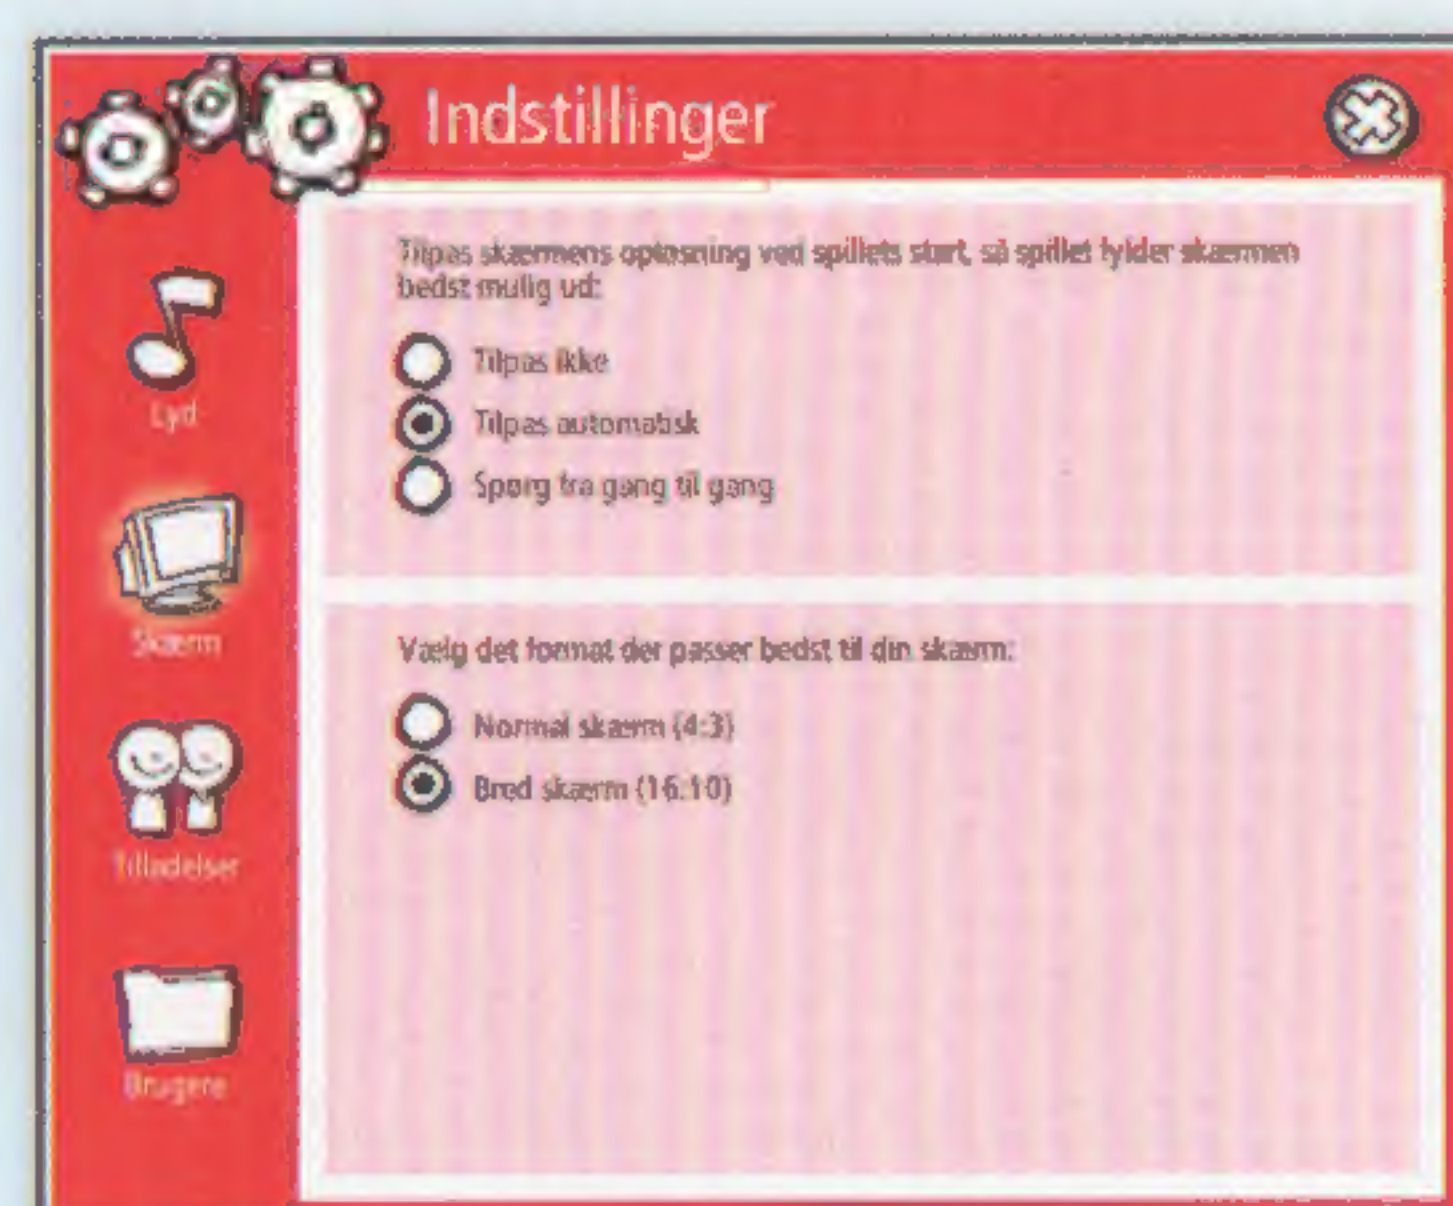 Indstillinger
Tilpas skærmens opløsning ved spillets start, så spillet fylder skærmen
bedst mulig ud:
Tilpas ikke
Tilpas automatisk
Spørg fra gang til gang
Vælg det format der passer bedst til din skærm:
Normal skærm (4:3)
Bred skærm (16:10)
Lyd
Skærm
Tilladelser
Brugere